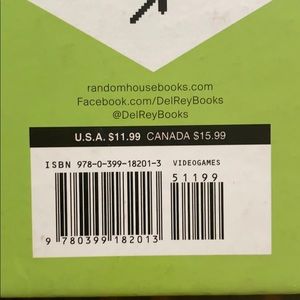 randomhousebooks.com
Facebook.com/DelReyBooks
@DelReyBooks
U.S.A. $11.99 CANADA $15.99
ISBN 978-0-399-18201-3 VIDEOGAMES
51199
9 780399 182013